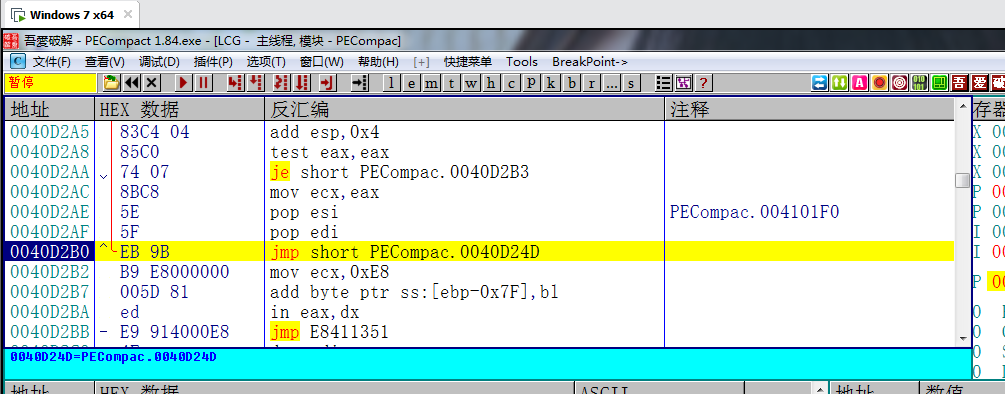 Windows 7 x64
吾愛破解 - PECompact 1.84.exe - [LCG - 主线程, 模块 - PECompac]
C 文件(F) 查看(V) 调试(D) 插件(P) 选项(T) 窗口(W) 帮助(H) [+] 快捷菜单 Tools BreakPoint->
暂停 l e m t w h c p k b r ... s ?
地址 HEX 数据 反汇编 注释
0040D2A5 83C4 04 add esp,0x4
0040D2A8 85C0 test eax,eax
0040D2AA 74 07 je short PECompac.0040D2B3
0040D2AC 8BC8 mov ecx,eax
0040D2AE 5E pop esi PECompac.004101F0
0040D2AF 5F pop edi
0040D2B0 EB 9B jmp short PECompac.0040D24D
0040D2B2 B9 E8000000 mov ecx,0xE8
0040D2B7 005D 81 add byte ptr ss:[ebp-0x7F],bl
0040D2BA ed in eax,dx
0040D2BB - E9 914000E8 jmp E8411351
0040D24D=PECompac.0040D24D
地址 HEX 数据 ASCII 地址 数值